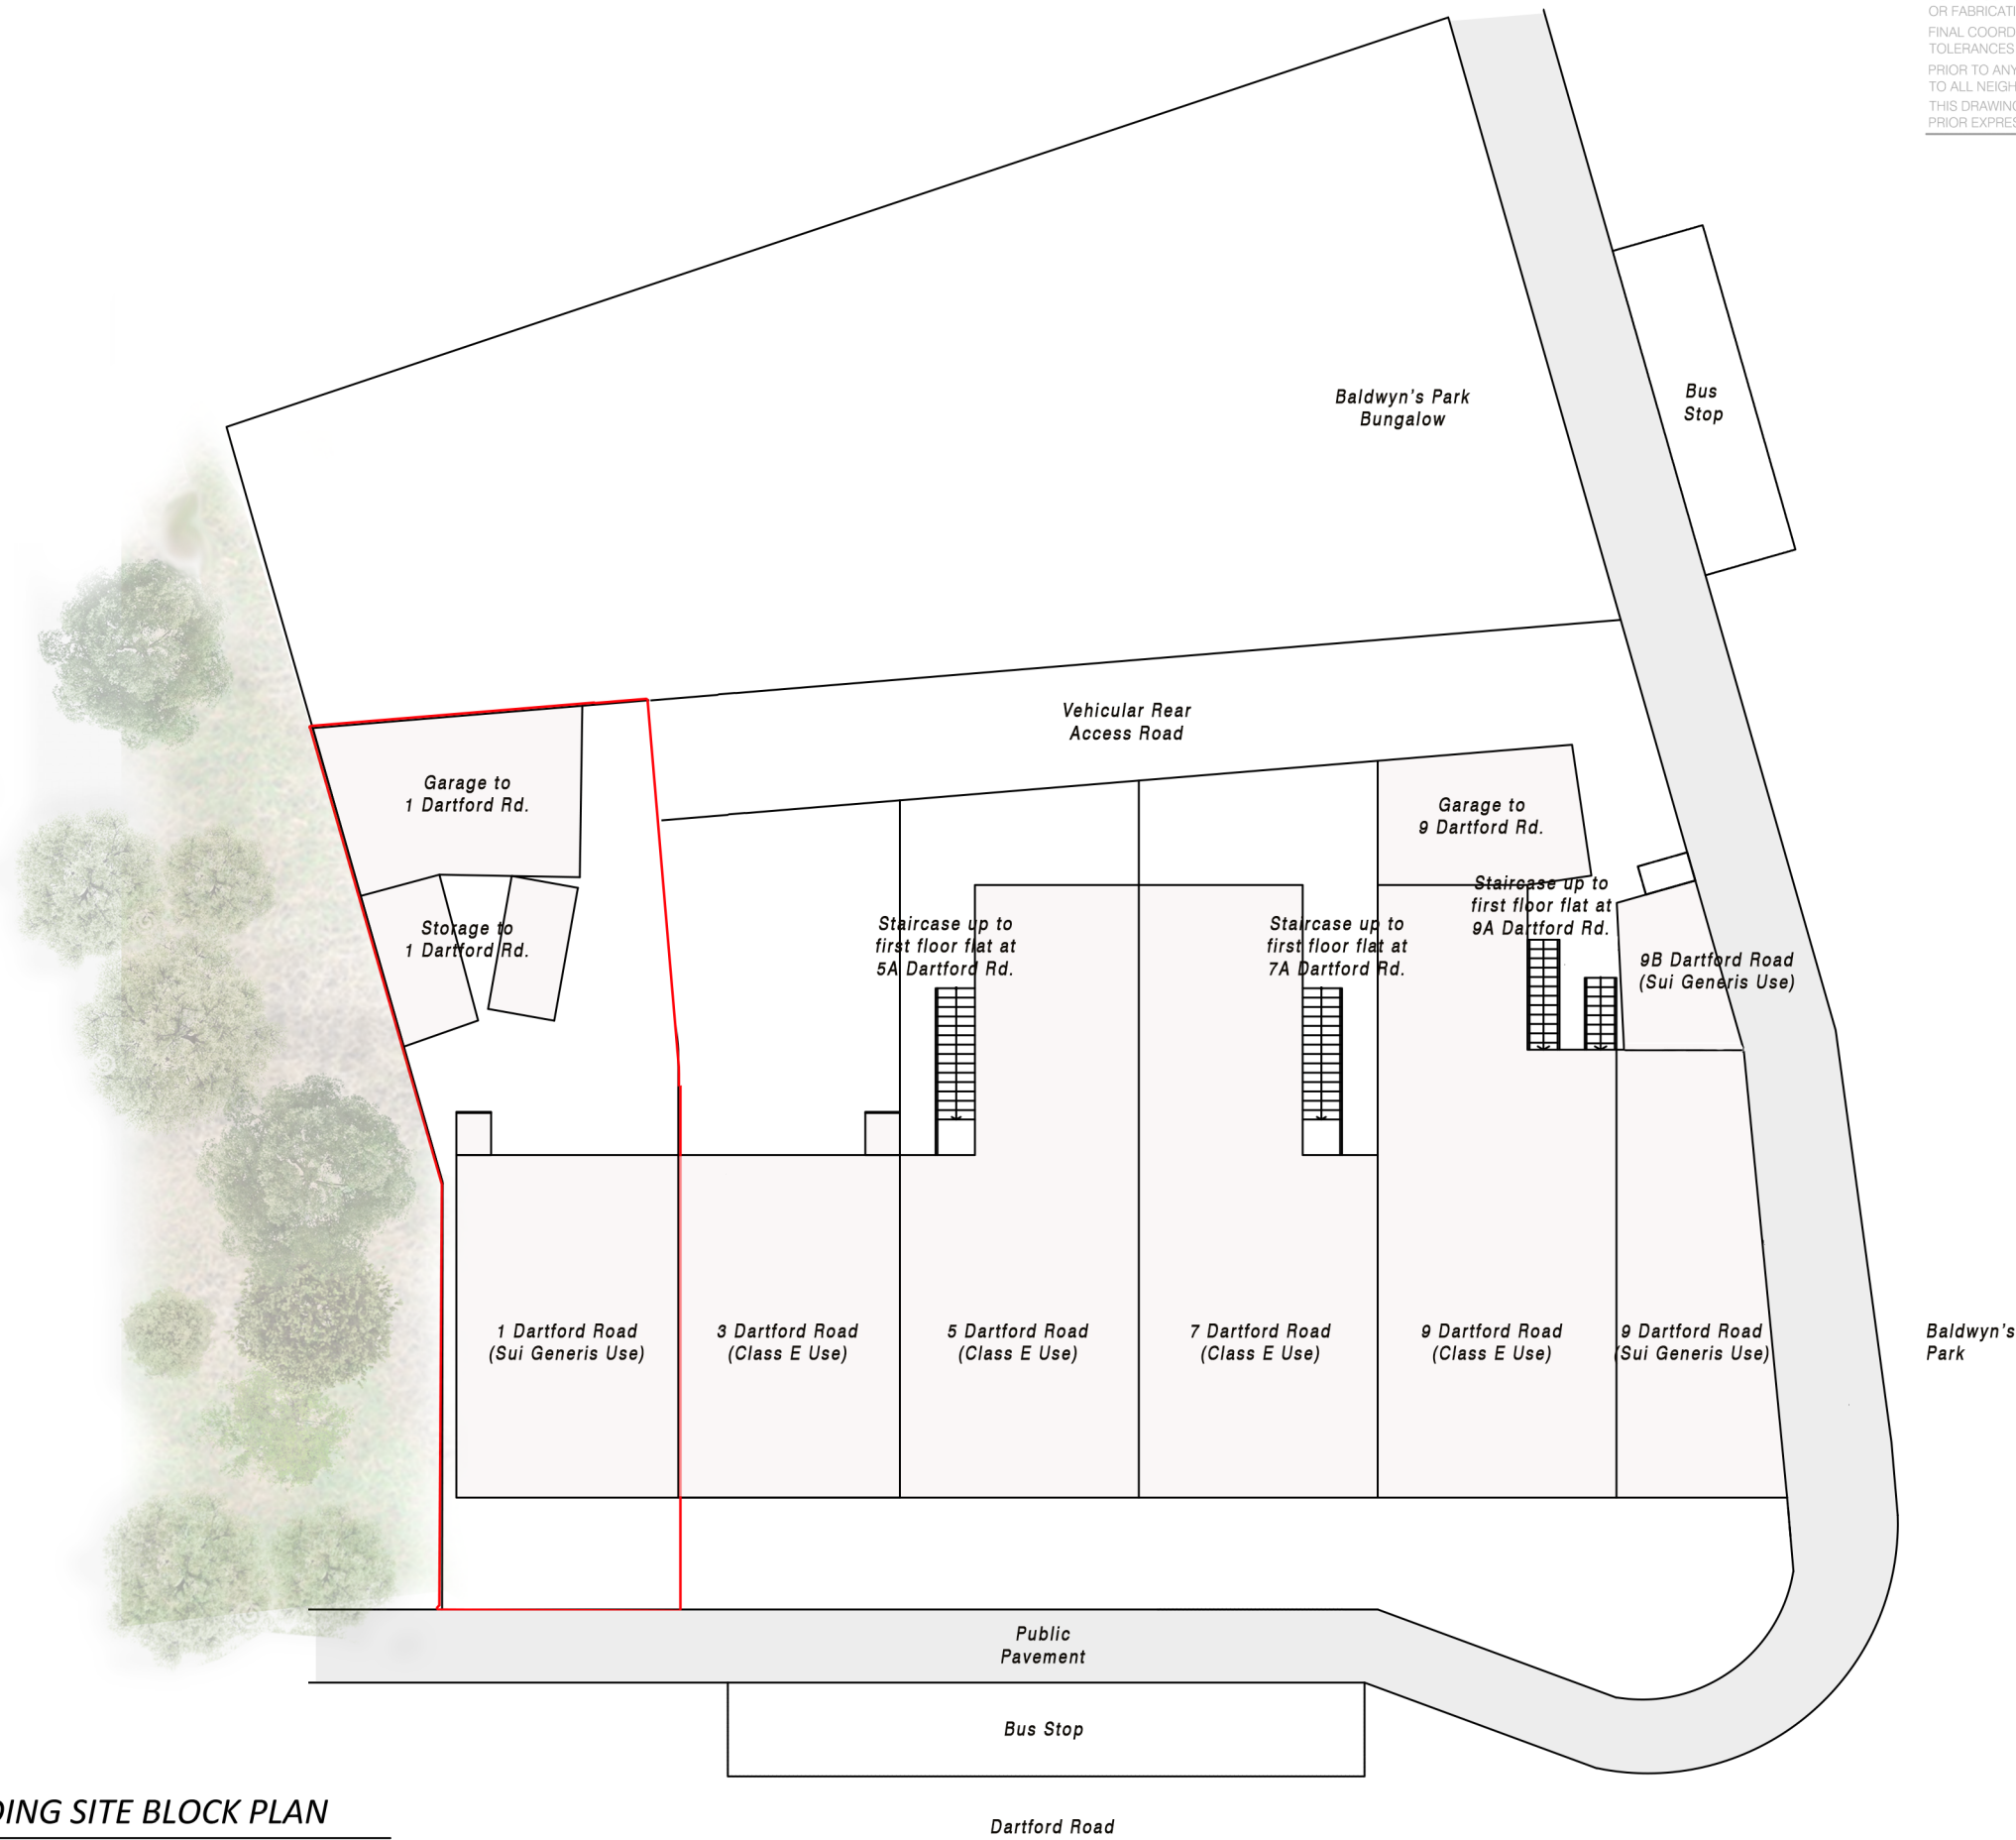 OR FABRICATI
FINAL COORD
TOLERANCES
PRIOR TO ANY
TO ALL NEIGH
THIS DRAWING
PRIOR EXPRES
Baldwyn's Park
Bungalow
Bus
Stop
Vehicular Rear
Access Road
Garage to
1 Dartford Rd.
Garage to
9 Dartford Rd.
Storage to
1 Dartford Rd.
Staircase up to
first floor flat at
5A Dartford Rd.
Staircase up to
first floor flat at
7A Dartford Rd.
Staircase up to
first floor flat at
9A Dartford Rd.
9B Dartford Road
(Sui Generis Use)
1 Dartford Road
(Sui Generis Use)
3 Dartford Road
(Class E Use)
5 Dartford Road
(Class E Use)
7 Dartford Road
(Class E Use)
9 Dartford Road
(Class E Use)
9 Dartford Road
(Sui Generis Use)
Baldwyn's
Park
Public
Pavement
Bus Stop
DING SITE BLOCK PLAN
Dartford Road